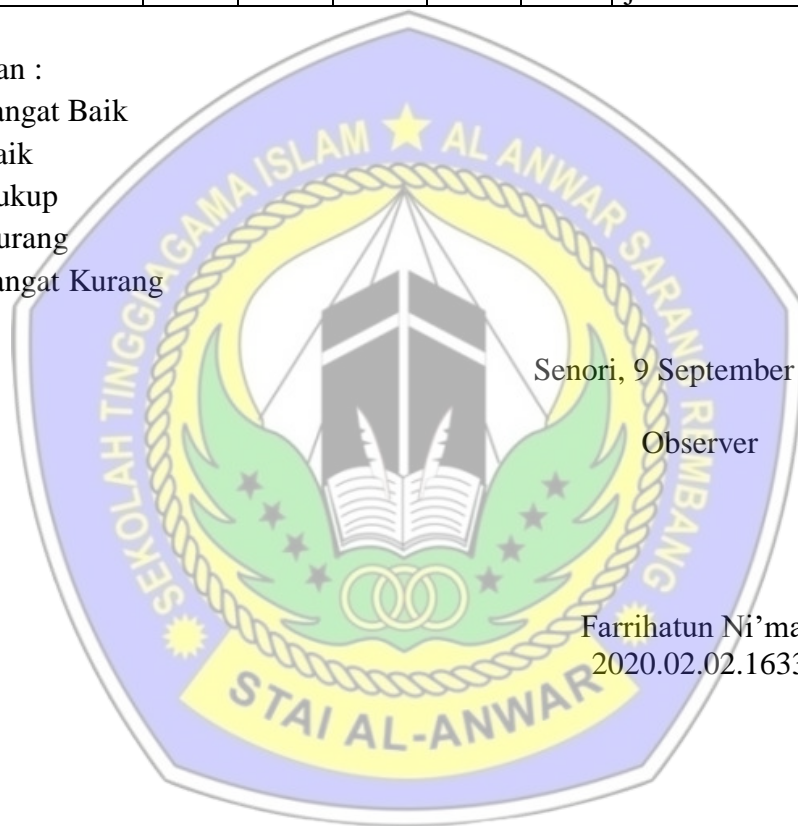 an :
angat Baik
aik
ukup
urang
angat Kurang
SEKOLAH TINGGI AGAMA ISLAM AL ANWAR SARANG REMBANG
Senori, 9 September
Observer
Farrihatun Ni’ma
2020.02.02.1633
STAI AL-ANWAR